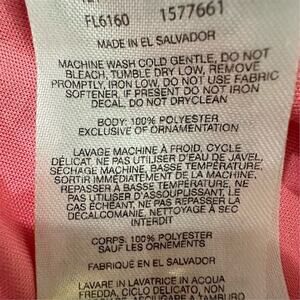 FL6160 1577661
MADE IN EL SALVADOR
MACHINE WASH COLD GENTLE, DO NOT
BLEACH, TUMBLE DRY LOW, REMOVE
PROMPTLY, IRON LOW, DO NOT USE FABRIC
SOFTENER, IF PRESENT DO NOT IRON
DECAL, DO NOT DRYCLEAN
BODY: 100% POLYESTER
EXCLUSIVE OF ORNAMENTATION
LAVAGE MACHINE À FROID, CYCLE
DÉLICAT, NE PAS UTILISER D'EAU DE JAVEL,
SÉCHAGE MACHINE, BASSE TEMPÉRATURE,
SORTIR IMMÉDIATEMENT DE LA MACHINE,
REPASSER À BASSE TEMPÉRATURE, NE
PAS UTILISER D'ASSOUPLISSANT. LE
CAS ÉCHÉANT, NE PAS REPASSER LA
DÉCALCOMANIE, NETTOYAGE À SEC
INTERDIT
CORPS: 100% POLYESTER
SAUF LES ORNEMENTS
FABRIQUÉ EN EL SALVADOR
LAVARE IN LAVATRICE IN ACQUA
FREDDA, CICLO DELICATO, NON